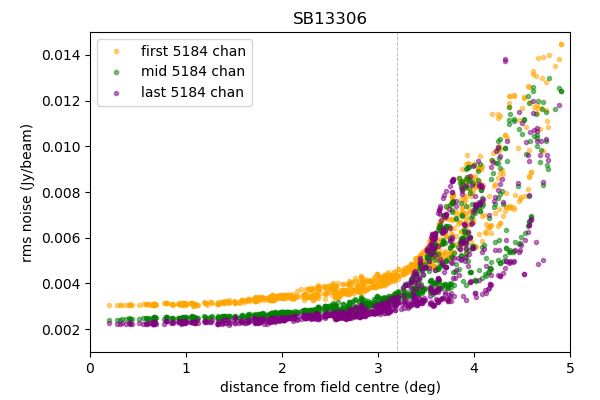 SB13306
first 5184 chan
mid 5184 chan
last 5184 chan
rms noise (Jy/beam)
0.014
0.012
0.010
0.008
0.006
0.004
0.002
0 1 2 3 4 5
distance from field centre (deg)